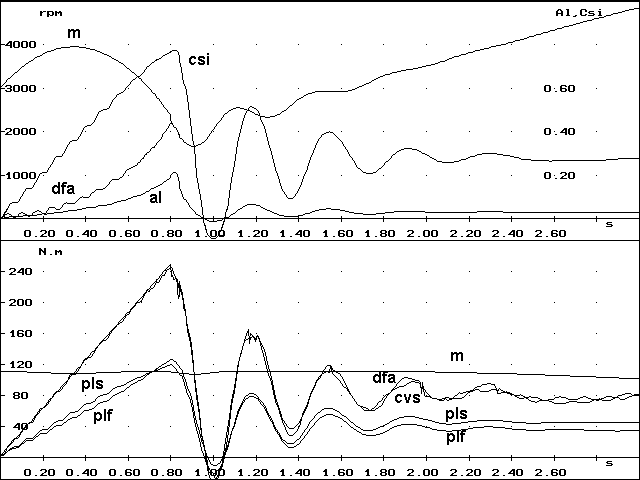 rpm Al,Csi
m
4000
csi
3000 0.60
2000 0.40
1000 0.20
dfa
al
0.20 0.40 0.60 0.80 1.00 1.20 1.40 1.60 1.80 2.00 2.20 2.40 2.60 s
N.m
240
200
160
m
120
dfa
pls
80 cvs
plf pls
40 plf
0.20 0.40 0.60 0.80 1.00 1.20 1.40 1.60 1.80 2.00 2.20 2.40 2.60 s